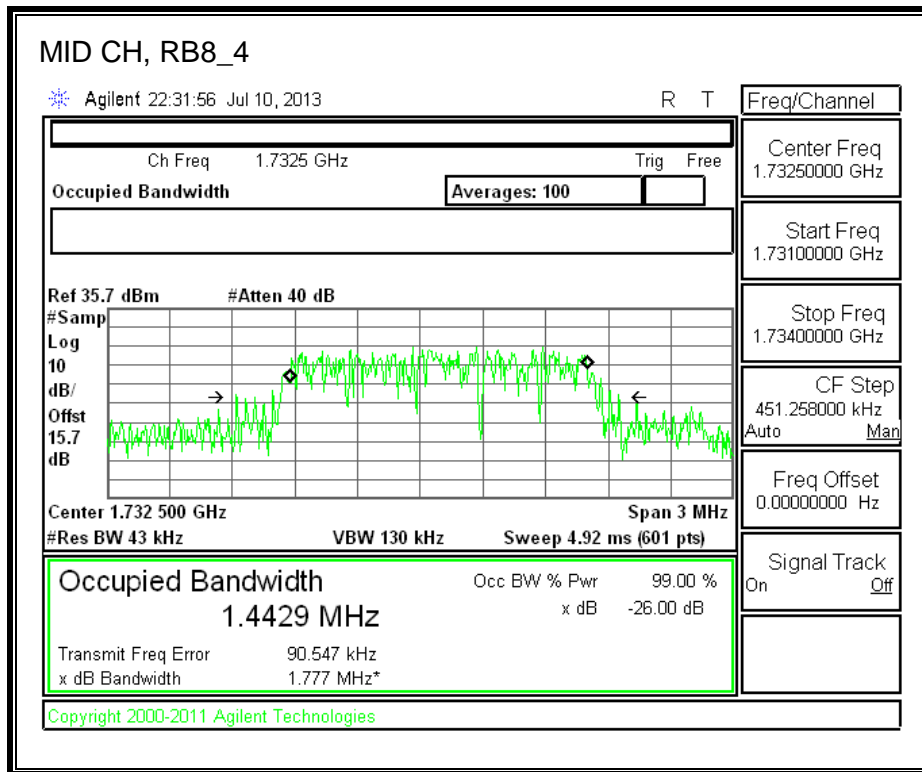 MID CH, RB8_4
Agilent 22:31:56 Jul 10, 2013 R T
Freq/Channel
Ch Freq 1.7325 GHz Trig Free
Occupied Bandwidth Averages: 100
Center Freq
1.73250000 GHz
Start Freq
1.73100000 GHz
Ref 35.7 dBm #Atten 40 dB
#Samp
Log
10
dB/
Offst
15.7
dB
Stop Freq
1.73400000 GHz
CF Step
451.258000 kHz
Auto Man
Freq Offset
0.00000000 Hz
Center 1.732 500 GHz Span 3 MHz
#Res BW 43 kHz VBW 130 kHz Sweep 4.92 ms (601 pts)
Signal Track
On Off
Occupied Bandwidth Occ BW % Pwr 99.00 %
1.4429 MHz x dB -26.00 dB
Transmit Freq Error 90.547 kHz
x dB Bandwidth 1.777 MHz*
Copyright 2000-2011 Agilent Technologies